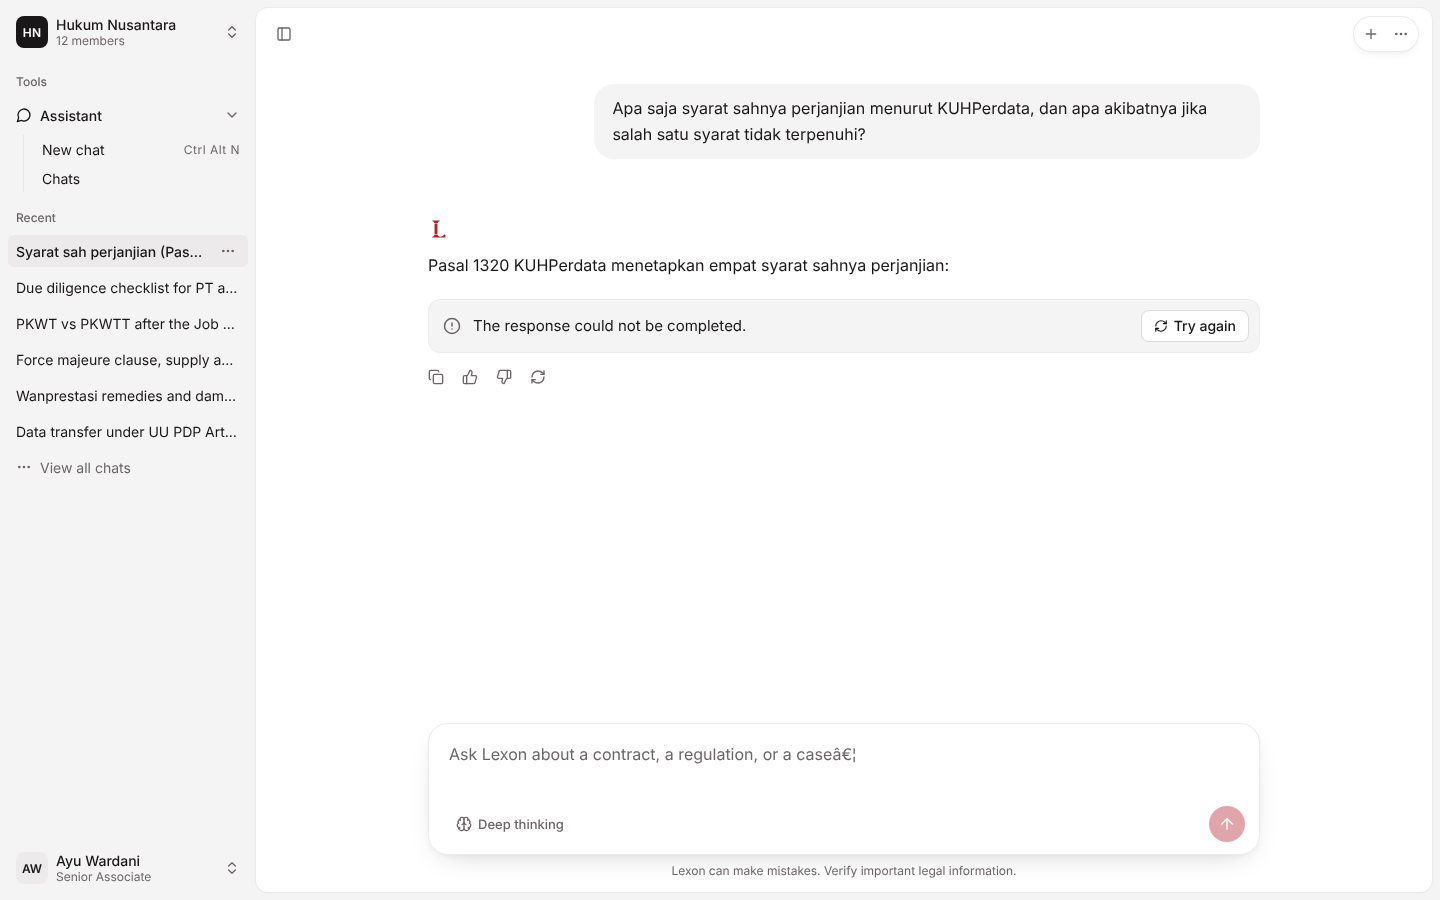 HN
Hukum Nusantara
12 members
Tools
Assistant
New chat Ctrl Alt N
Chats
Recent
Syarat sah perjanjian (Pas...
Due diligence checklist for PT a...
PKWT vs PKWTT after the Job ...
Force majeure clause, supply a...
Wanprestasi remedies and dam...
Data transfer under UU PDP Art...
View all chats
AW
Ayu Wardani
Senior Associate
Apa saja syarat sahnya perjanjian menurut KUHPerdata, dan apa akibatnya jika
salah satu syarat tidak terpenuhi?
L
Pasal 1320 KUHPerdata menetapkan empat syarat sahnya perjanjian:
The response could not be completed.
Try again
Ask Lexon about a contract, a regulation, or a caseâ€¦
Deep thinking
Lexon can make mistakes. Verify important legal information.